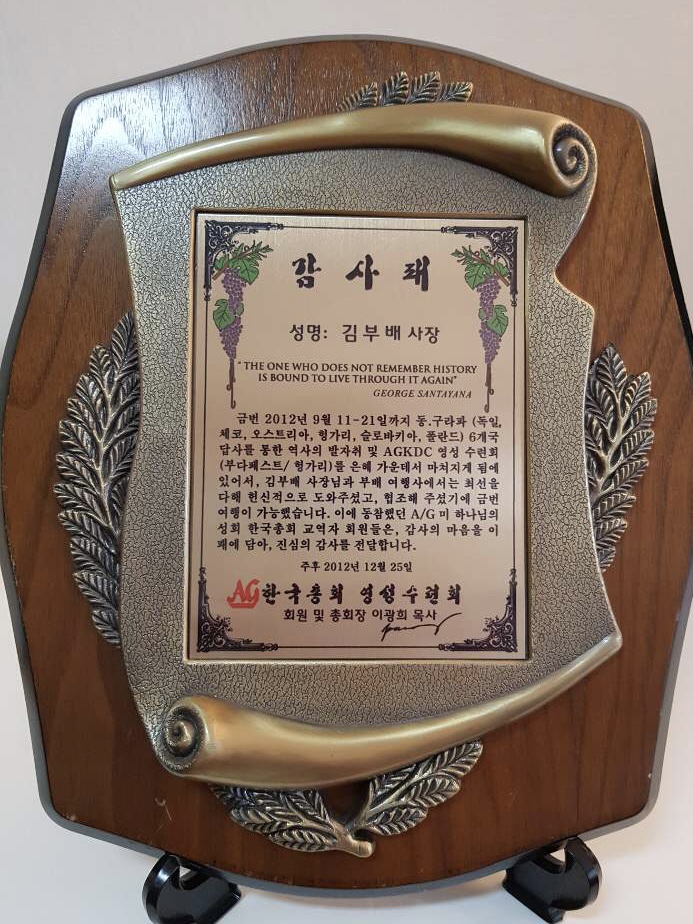 감사패
성명: 김부배 사장
"THE ONE WHO DOES NOT REMEMBER HISTORY
IS BOUND TO LIVE THROUGH IT AGAIN"
GEORGE SANTAYANA
금번 2012년 9월 11-21일까지 동.구라파 (독일,
체코, 오스트리아, 헝가리, 슬로바키아, 폴란드) 6개국
답사를 통한 역사의 발자취 및 AGKDC 영성 수련회
(부다페스트/ 헝가리)를 은혜 가운데서 마쳐지게 됨에
있어서, 김부배 사장님과 부배 여행사에서는 최선을
다해 헌신적으로 도와주셨고, 협조해 주셨기에 금번
여행이 가능했습니다. 이에 동참했던 A/G 미 하나님의
성회 한국총회 교역자 회원들은, 감사의 마음을 이
패에 담아, 진심의 감사를 전달합니다.
주후 2012년 12월 25일
AG한국총회 영성수련회
회원 및 총회장 이광희 목사